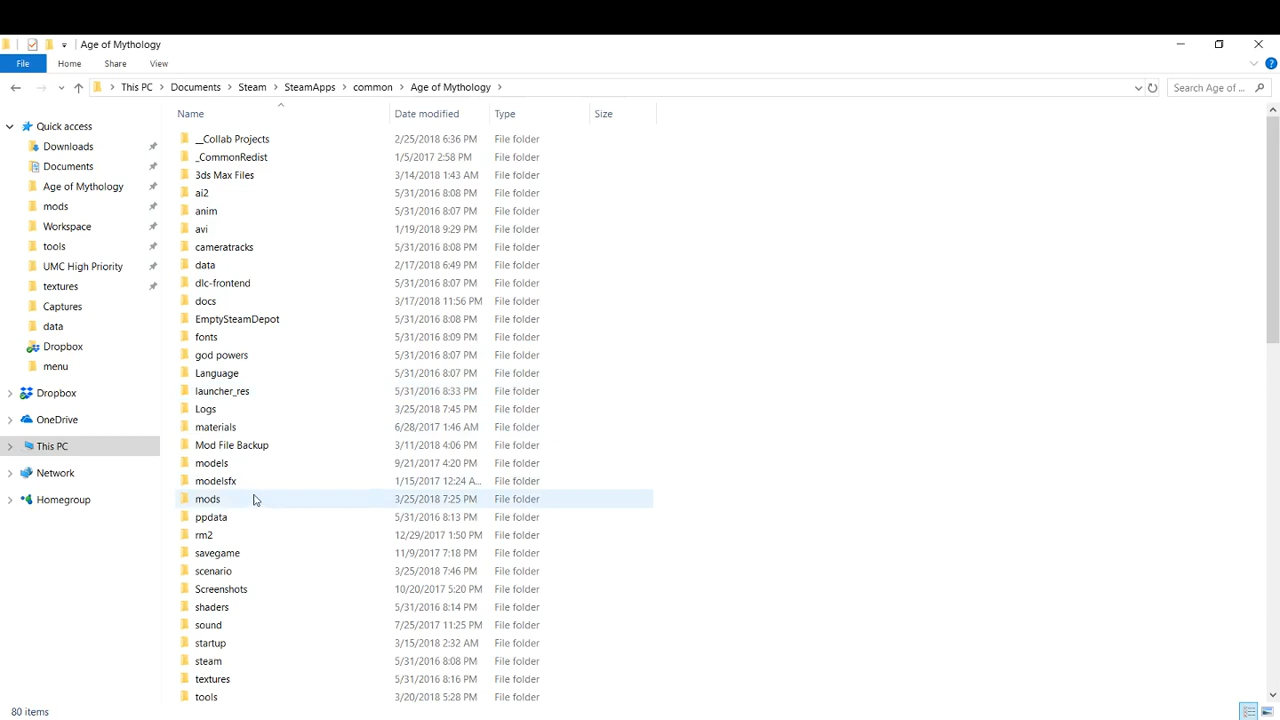 Age of Mythology
File Home Share View
This PC Documents Steam SteamApps common Age of Mythology Search Age of ...
Name Date modified Type Size
Quick access
Downloads
Documents
Age of Mythology
mods
Workspace
tools
UMC High Priority
textures
Captures
data
Dropbox
menu
Dropbox
OneDrive
This PC
Network
Homegroup
__Collab Projects 2/25/2018 6:36 PM File folder
_CommonRedist 1/5/2017 2:58 PM File folder
3ds Max Files 3/14/2018 1:43 AM File folder
ai2 5/31/2016 8:08 PM File folder
anim 5/31/2016 8:07 PM File folder
avi 1/19/2018 9:29 PM File folder
cameratracks 5/31/2016 8:08 PM File folder
data 2/17/2018 6:49 PM File folder
dlc-frontend 5/31/2016 8:07 PM File folder
docs 3/17/2018 11:56 PM File folder
EmptySteamDepot 5/31/2016 8:08 PM File folder
fonts 5/31/2016 8:09 PM File folder
god powers 5/31/2016 8:07 PM File folder
Language 5/31/2016 8:07 PM File folder
launcher_res 5/31/2016 8:33 PM File folder
Logs 3/25/2018 7:45 PM File folder
materials 6/28/2017 1:46 AM File folder
Mod File Backup 3/11/2018 4:06 PM File folder
models 9/21/2017 4:20 PM File folder
modelsfx 1/15/2017 12:24 A... File folder
mods 3/25/2018 7:25 PM File folder
ppdata 5/31/2016 8:13 PM File folder
rm2 12/29/2017 1:50 PM File folder
savegame 11/9/2017 7:18 PM File folder
scenario 3/25/2018 7:46 PM File folder
Screenshots 10/20/2017 5:20 PM File folder
shaders 5/31/2016 8:14 PM File folder
sound 7/25/2017 11:25 PM File folder
startup 3/15/2018 2:32 AM File folder
steam 5/31/2016 8:08 PM File folder
textures 5/31/2016 8:16 PM File folder
tools 3/20/2018 5:28 PM File folder
80 items